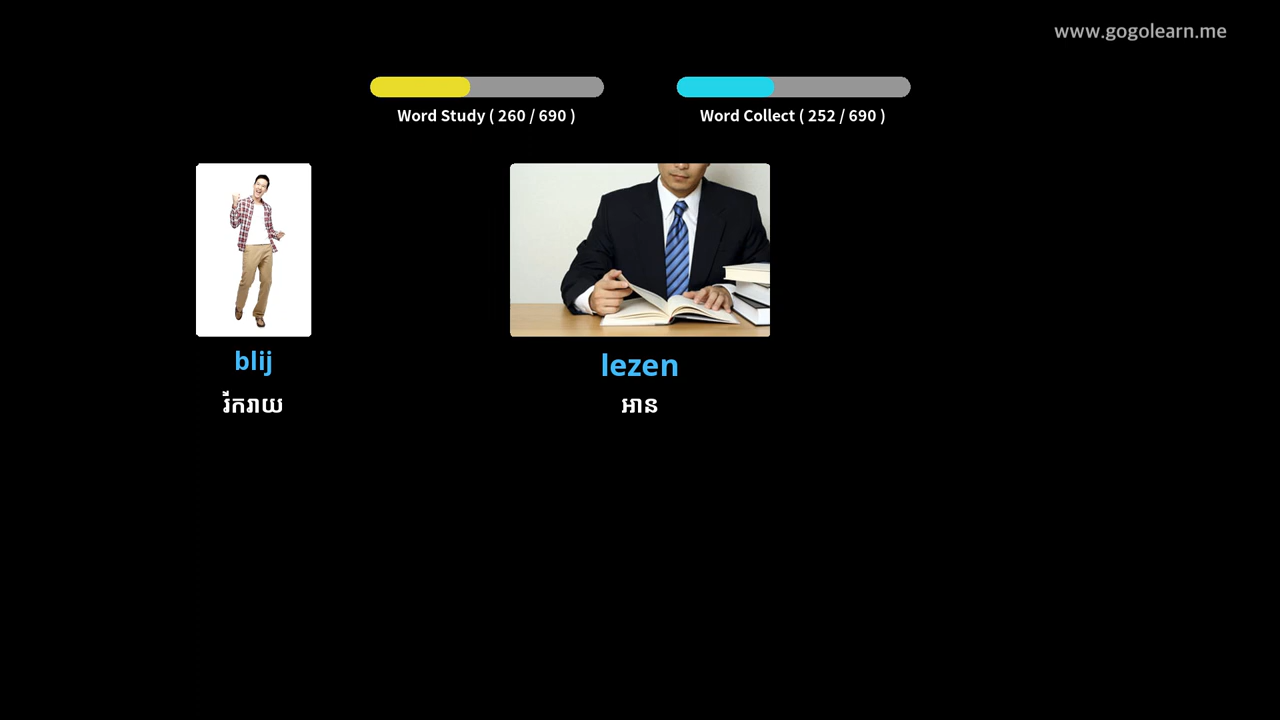 www.gogolearn.me
Word Study ( 260 / 690 )
Word Collect ( 252 / 690 )
blij
រីករាយ
lezen
អាន